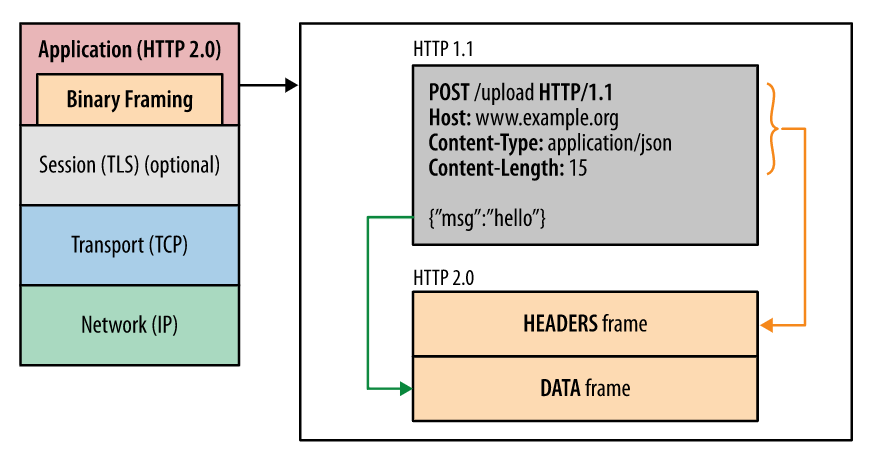 Application (HTTP 2.0)
Binary Framing
Session (TLS) (optional)
Transport (TCP)
Network (IP)
HTTP 1.1
POST /upload HTTP/1.1
Host: www.example.org
Content-Type: application/json
Content-Length: 15
{”msg”:”hello”}
HTTP 2.0
HEADERS frame
DATA frame